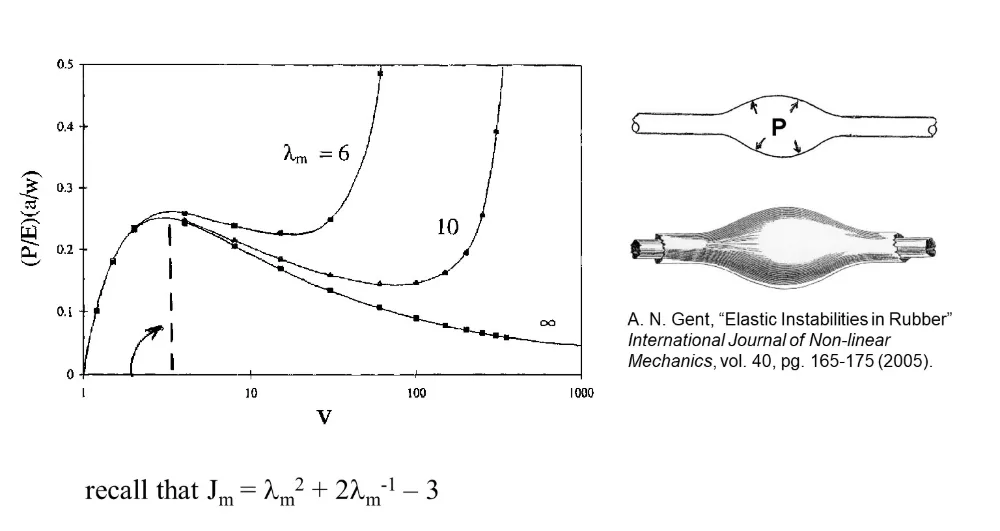 0.5
0.4
0.3
0.2
0.1
0
(P/E)(a/w)
λm = 6
10
∞
1
10
100
1000
V
P
A. N. Gent, “Elastic Instabilities in Rubber”
International Journal of Non-linear
Mechanics, vol. 40, pg. 165-175 (2005).
recall that Jm = λm² + 2λm⁻¹ – 3